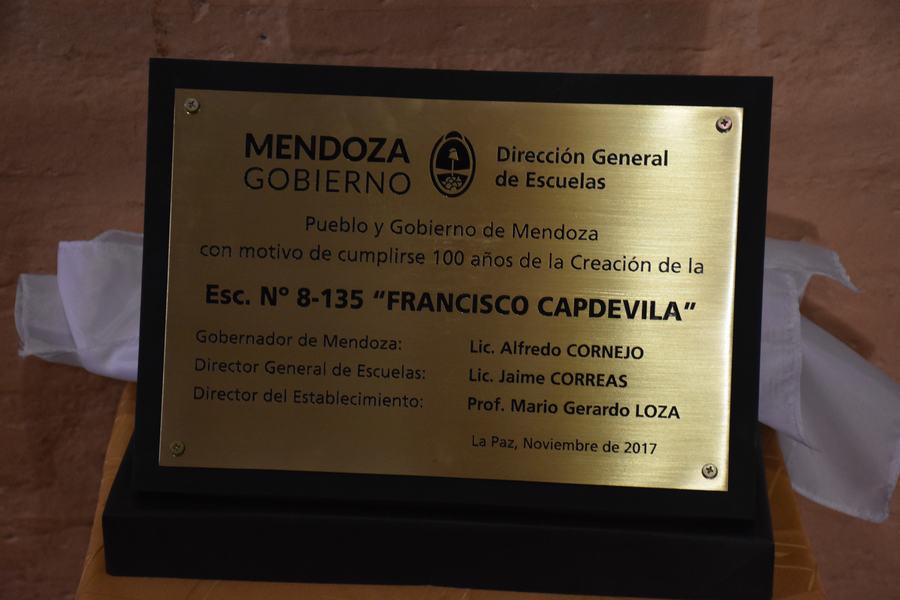 MENDOZA
GOBIERNO
Dirección General
de Escuelas
Pueblo y Gobierno de Mendoza
con motivo de cumplirse 100 años de la Creación de la
Esc. Nº 8-135 “FRANCISCO CAPDEVILA”
Gobernador de Mendoza: Lic. Alfredo CORNEJO
Director General de Escuelas: Lic. Jaime CORREAS
Director del Establecimiento: Prof. Mario Gerardo LOZA
La Paz, Noviembre de 2017